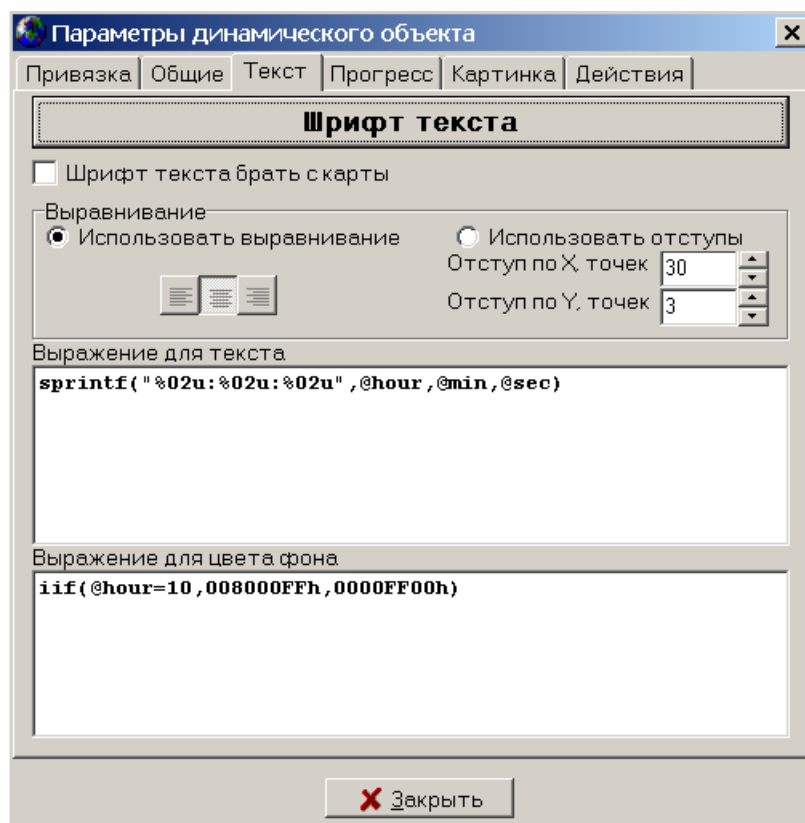 Параметры динамического объекта
Привязка Общие Текст Прогресс Картинка Действия
Шрифт текста
Шрифт текста брать с карты
Выравнивание
Использовать выравнивание Использовать отступы
Отступ по X, точек 30
Отступ по Y, точек 3
Выражение для текста
sprintf("%02u:%02u:%02u",@hour,@min,@sec)
Выражение для цвета фона
iif(@hour=10,008000FFh,0000FF00h)
Закрыть